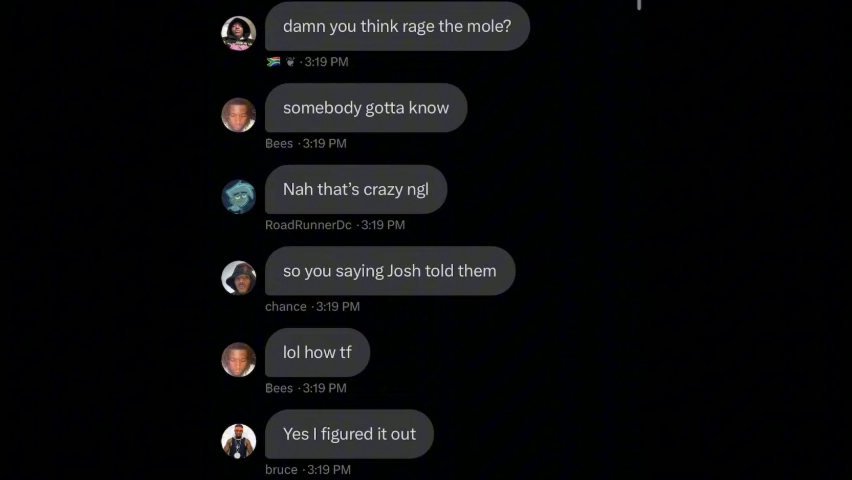 damn you think rage the mole?
🇿🇦 ❦ · 3:19 PM
somebody gotta know
Bees · 3:19 PM
Nah that’s crazy ngl
RoadRunnerDc · 3:19 PM
so you saying Josh told them
chance · 3:19 PM
lol how tf
Bees · 3:19 PM
Yes I figured it out
bruce · 3:19 PM